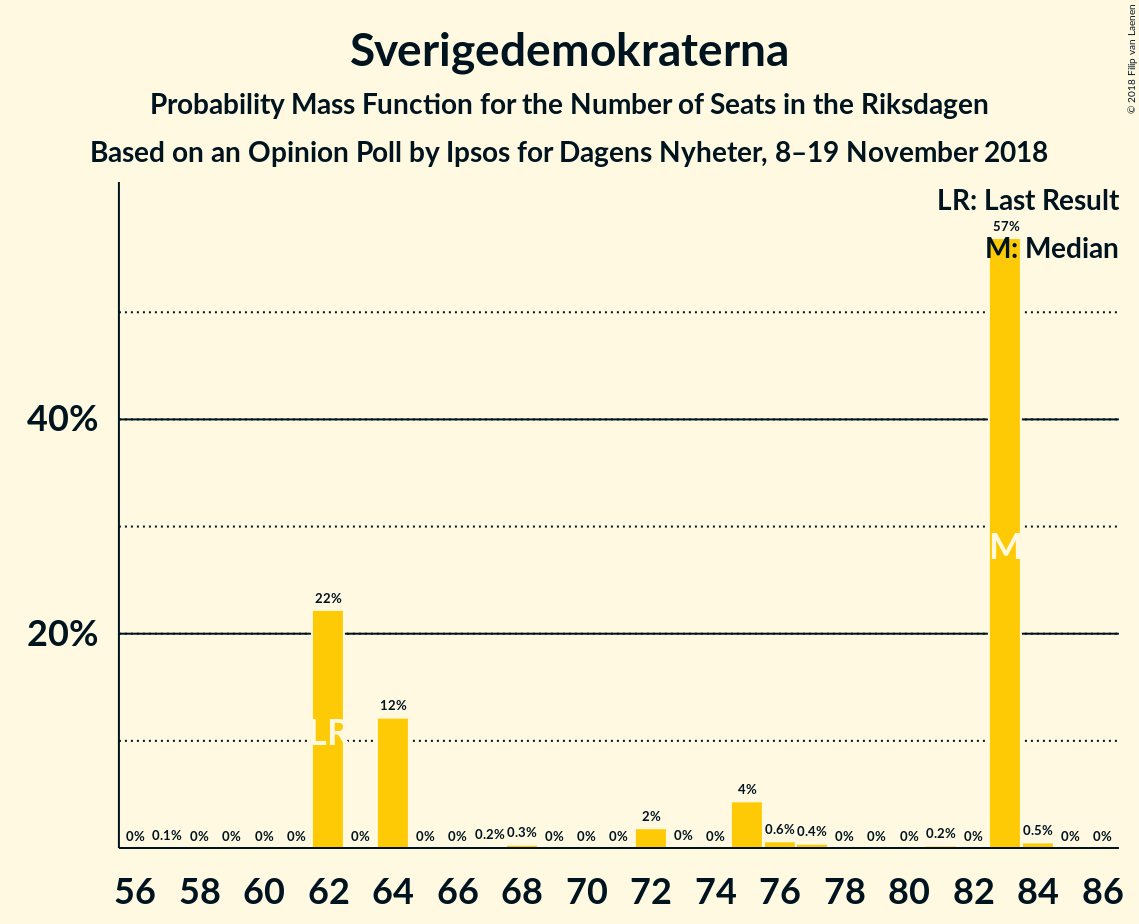 Sverigedemokraterna
Probability Mass Function for the Number of Seats in the Riksdagen
Based on an Opinion Poll by Ipsos for Dagens Nyheter, 8–19 November 2018
© 2018 Filip van Laenen
LR: Last Result
M: Median
57%
40%
20%
22%
12%
M
LR
0% 0.1% 0% 0% 0% 0% 0% 0% 0% 0.2% 0.3% 0% 0% 0% 2% 0% 0% 4% 0.6% 0.4% 0% 0% 0% 0.2% 0% 0.5% 0% 0%
56 58 60 62 64 66 68 70 72 74 76 78 80 82 84 86